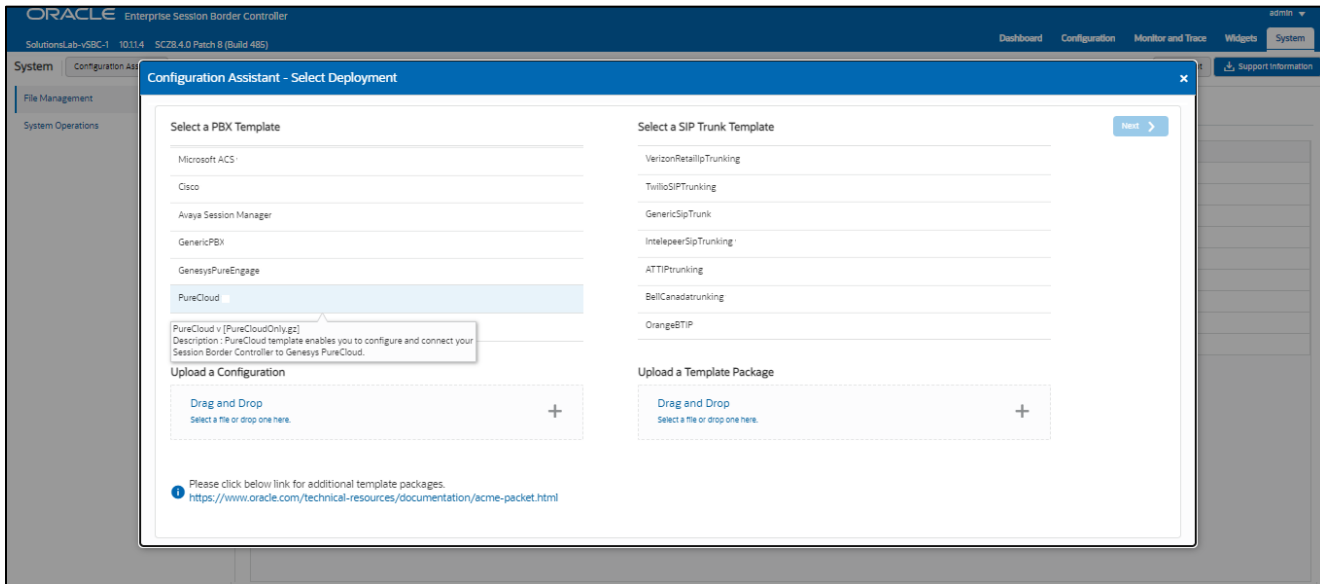 ORACLE Enterprise Session Border Controller
admin
SolutionsLab-vSBC-1 10.1.1.4 SCZ8.4.0 Patch 8 (Build 485)
Dashboard Configuration Monitor and Trace Widgets System
System Configuration Ass
Support Information
File Management
System Operations
Configuration Assistant - Select Deployment
×
Select a PBX Template
Microsoft ACS
Cisco
Avaya Session Manager
GenericPBX
GenesysPureEngage
PureCloud
PureCloud v [PureCloudOnly.gz]
Description : PureCloud template enables you to configure and connect your
Session Border Controller to Genesys PureCloud.
Select a SIP Trunk Template
Next
VerizonRetailIpTrunking
TwilioSIPTrunking
GenericSipTrunk
IntelepeerSipTrunking
ATTIPtrunking
BellCanadatrunking
OrangeBTIP
Upload a Configuration
Drag and Drop
Select a file or drop one here.
Upload a Template Package
Drag and Drop
Select a file or drop one here.
Please click below link for additional template packages.
https://www.oracle.com/technical-resources/documentation/acme-packet.html